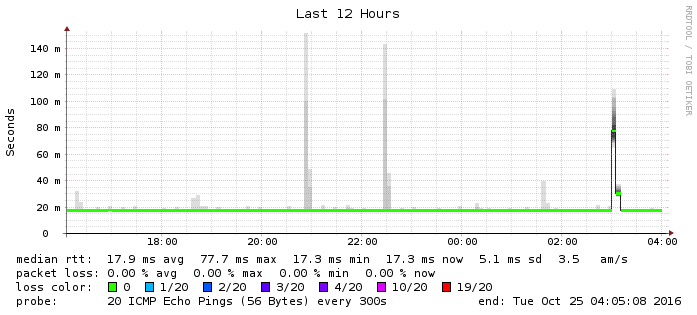 Last 12 Hours
RRDTOOL / TOBI OETIKER
Seconds
140 m
120 m
100 m
80 m
60 m
40 m
20 m
0
18:00 20:00 22:00 00:00 02:00 04:00
median rtt: 17.9 ms avg 77.7 ms max 17.3 ms min 17.3 ms now 5.1 ms sd 3.5 am/s
packet loss: 0.00 % avg 0.00 % max 0.00 % min 0.00 % now
loss color: 0 1/20 2/20 3/20 4/20 10/20 19/20
probe: 20 ICMP Echo Pings (56 Bytes) every 300s end: Tue Oct 25 04:05:08 2016